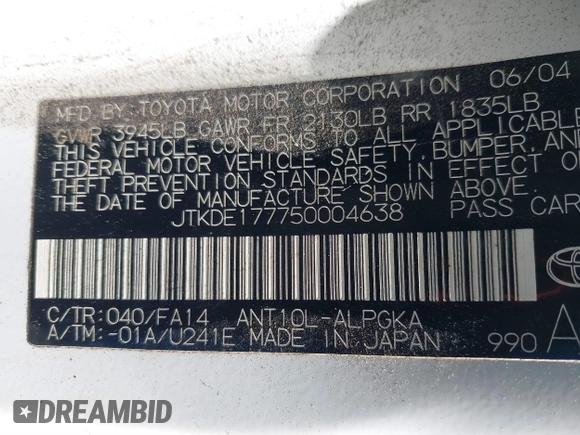 MFD. BY TOYOTA MOTOR CORPORATION 06/04
GVWR 3945LB GAWR FR 2130LB RR 1835LB
THIS VEHICLE CONFORMS TO ALL APPLICABLE
FEDERAL MOTOR VEHICLE SAFETY, BUMPER, AND
THEFT PREVENTION STANDARDS IN EFFECT O
THE DATE OF MANUFACTURE SHOWN ABOVE.
JTKDE177750004638 PASS CAR
C/TR: 040/FA14 ANT10L-ALPGKA
A/TM: -01A/U241E MADE IN JAPAN 990 A
DREAMBID